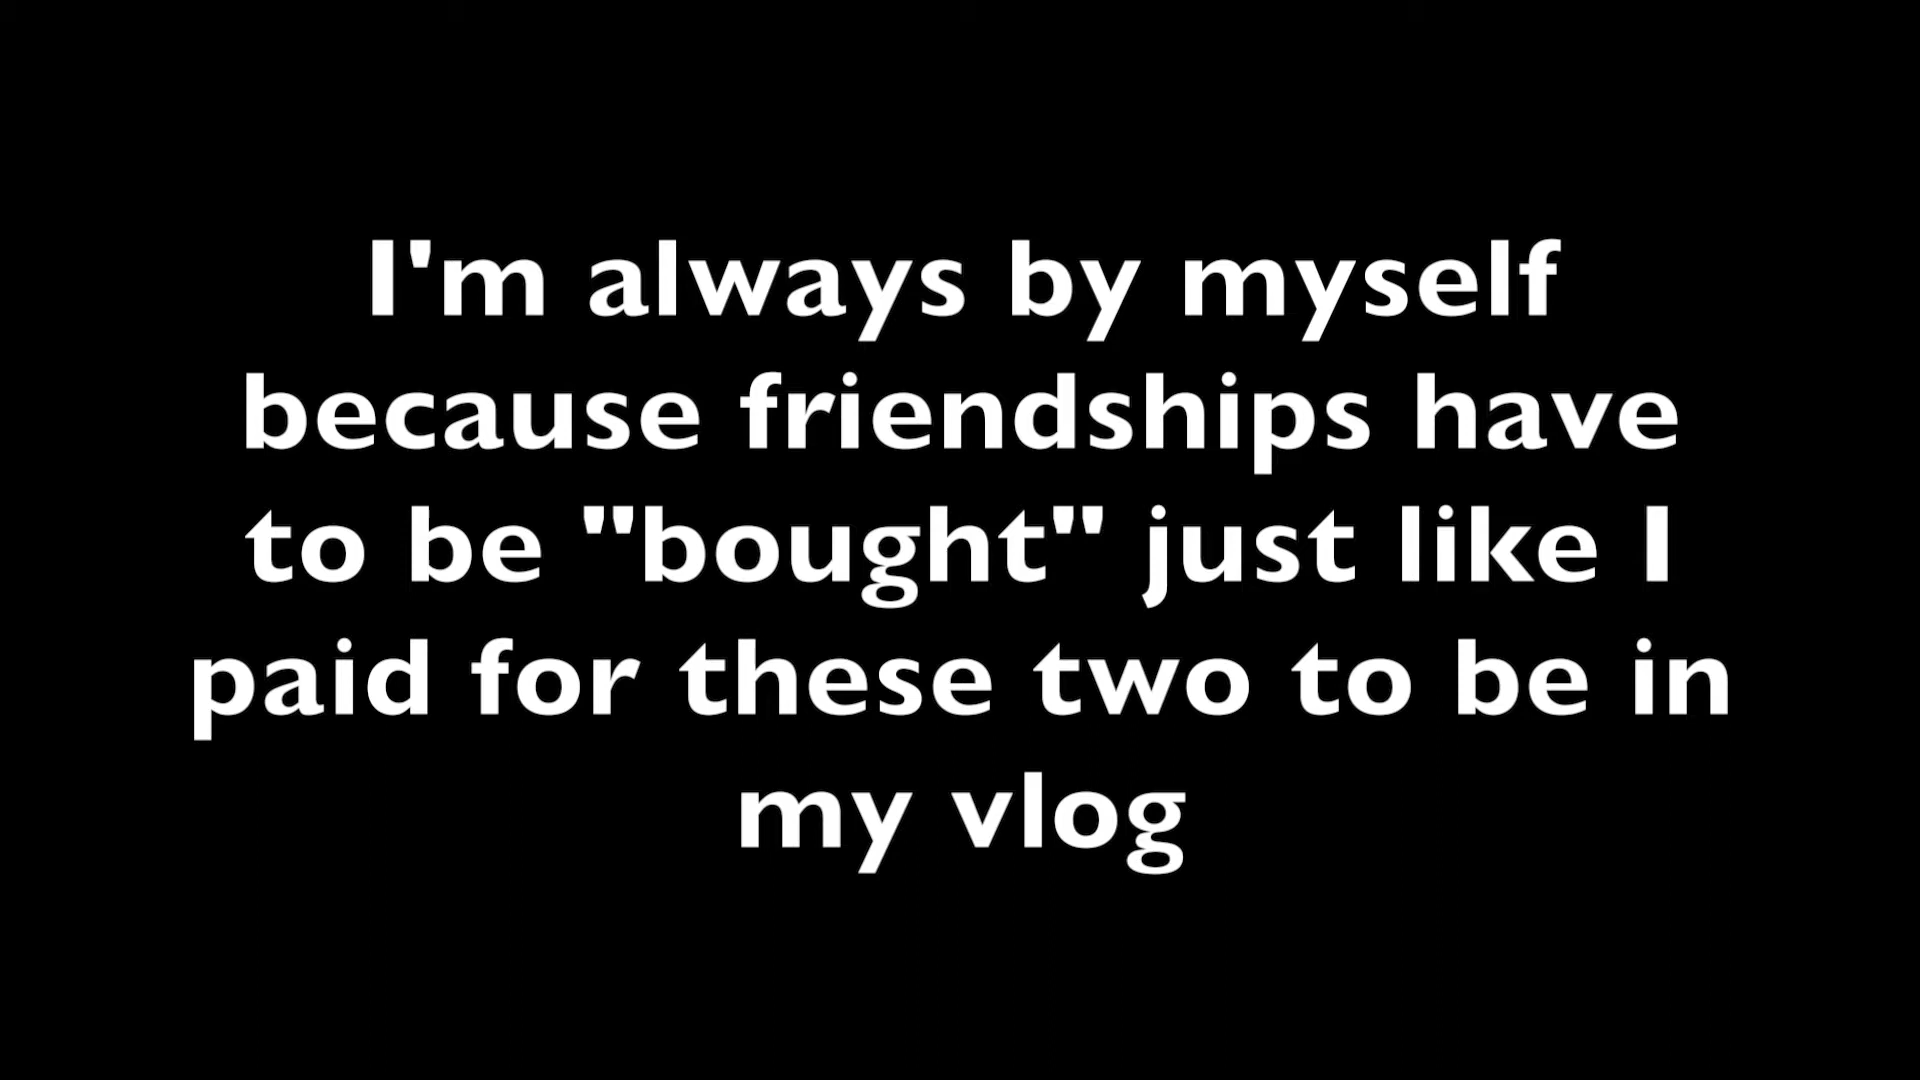 I'm always by myself
because friendships have
to be "bought" just like I
paid for these two to be in
my vlog